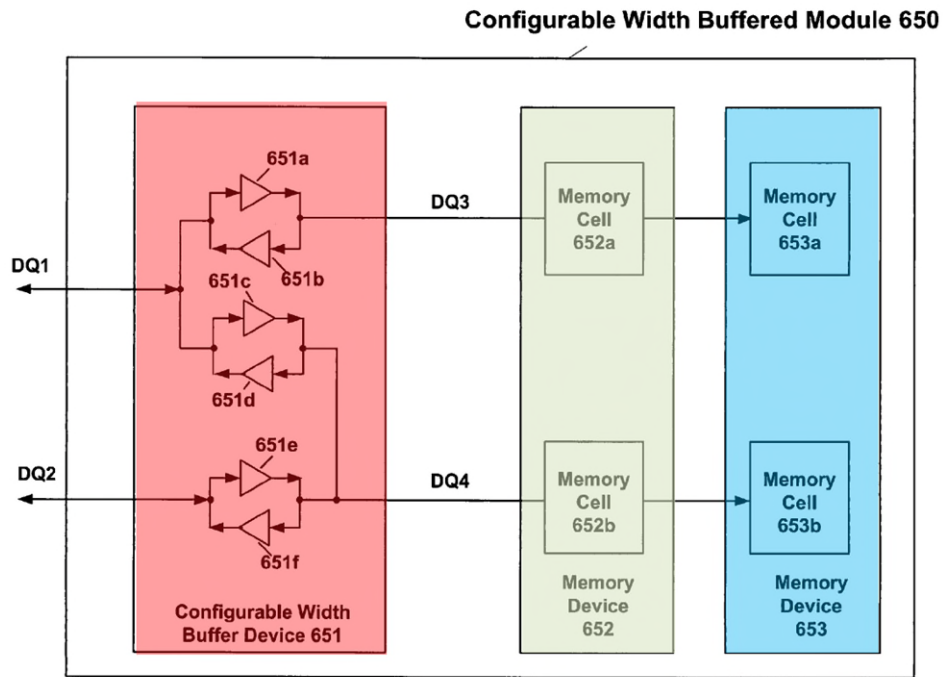 Configurable Width Buffered Module 650
651a
DQ3
Memory
Cell
652a
Memory
Cell
653a
DQ1
651b
651c
651d
651e
DQ2
DQ4
Memory
Cell
652b
Memory
Cell
653b
651f
Configurable Width
Buffer Device 651
Memory
Device
652
Memory
Device
653